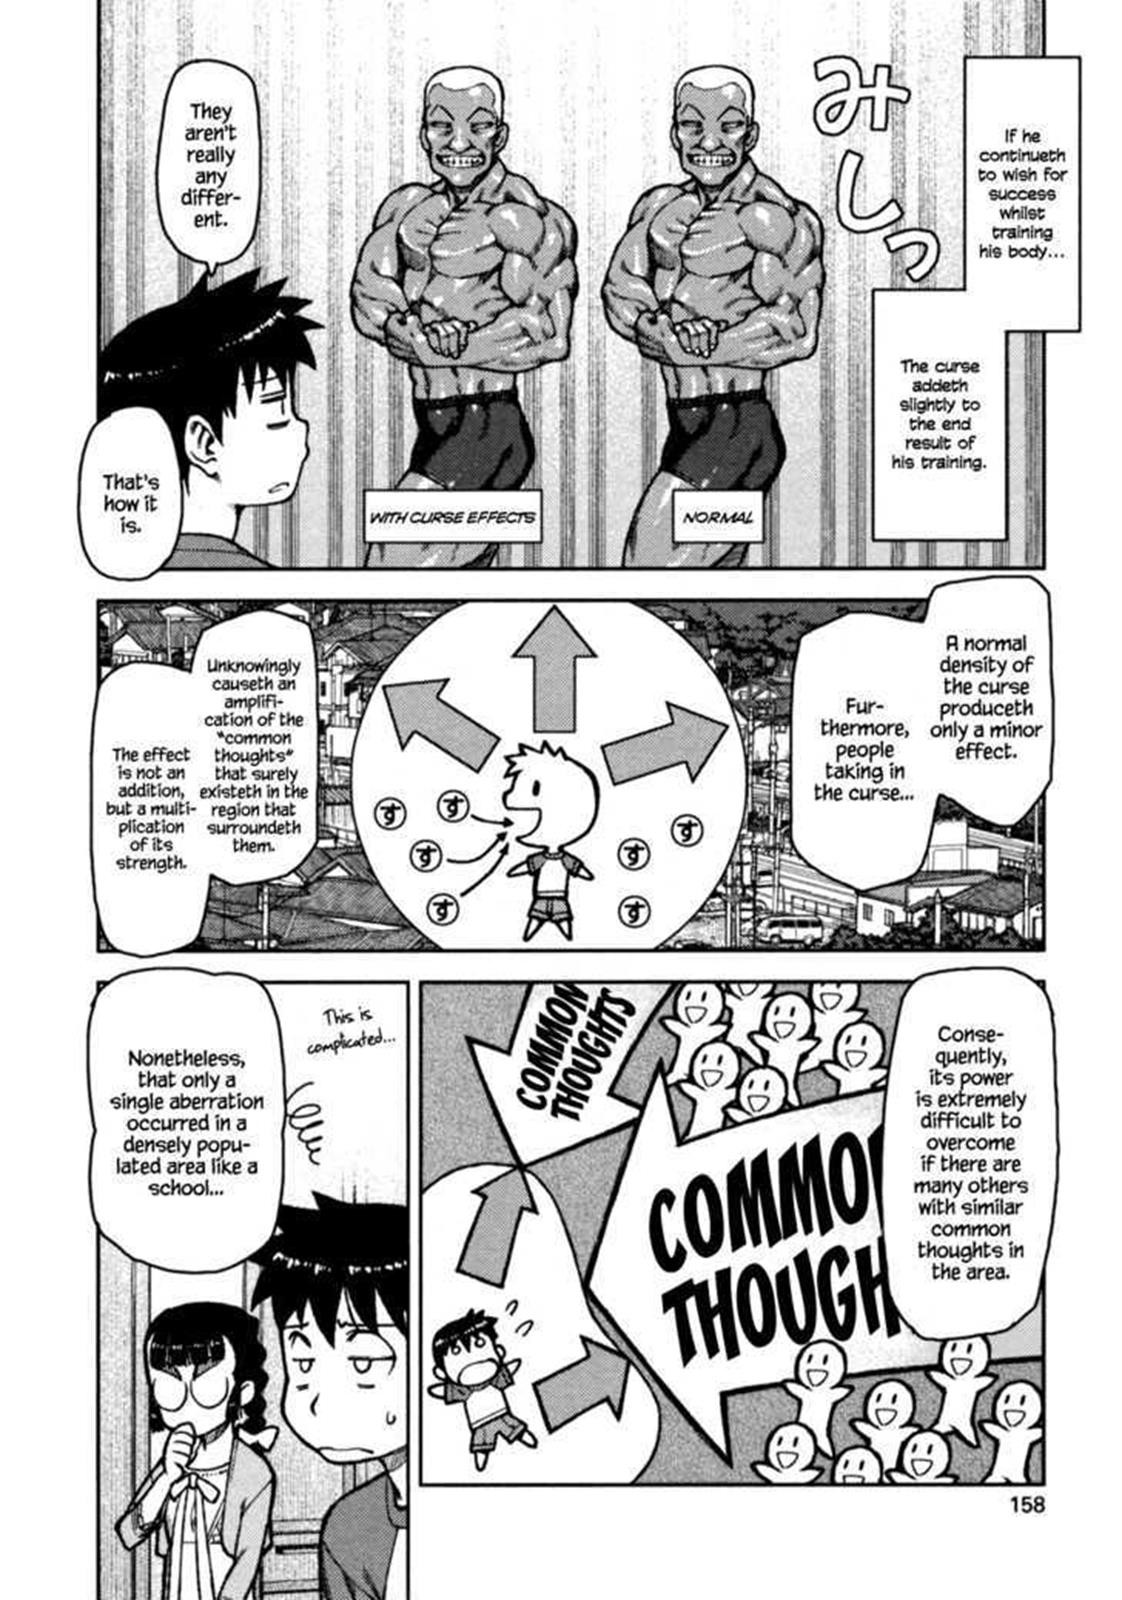 If he
continueth
to wish for
success
whilst
training
his body...
The curse
addeth
slightly to
the end
result of
his training.
みしっ
NORMAL
WITH CURSE EFFECTS
They
aren't
really
any
differ-
ent.
That's
how it
is.
A normal
density of
the curse
produceth
only a minor
effect.
Fur-
thermore,
people
taking in
the curse...
す
す
す
す
す
す
す
Unknowingly
causeth an
amplifi-
cation of the
"common
thoughts"
that surely
existeth in the
region that
surroundeth
them.
The effect
is not an
addition,
but a multi-
plication
of its
strength.
Conse-
quently,
its power
is extremely
difficult to
overcome
if there are
many others
with similar
common
thoughts in
the area.
COMMON
THOUGHTS
COMMO
THOUGH
This is
complicated...
Nonetheless,
that only a
single aberration
occurred in a
densely popu-
lated area like a
school...
158